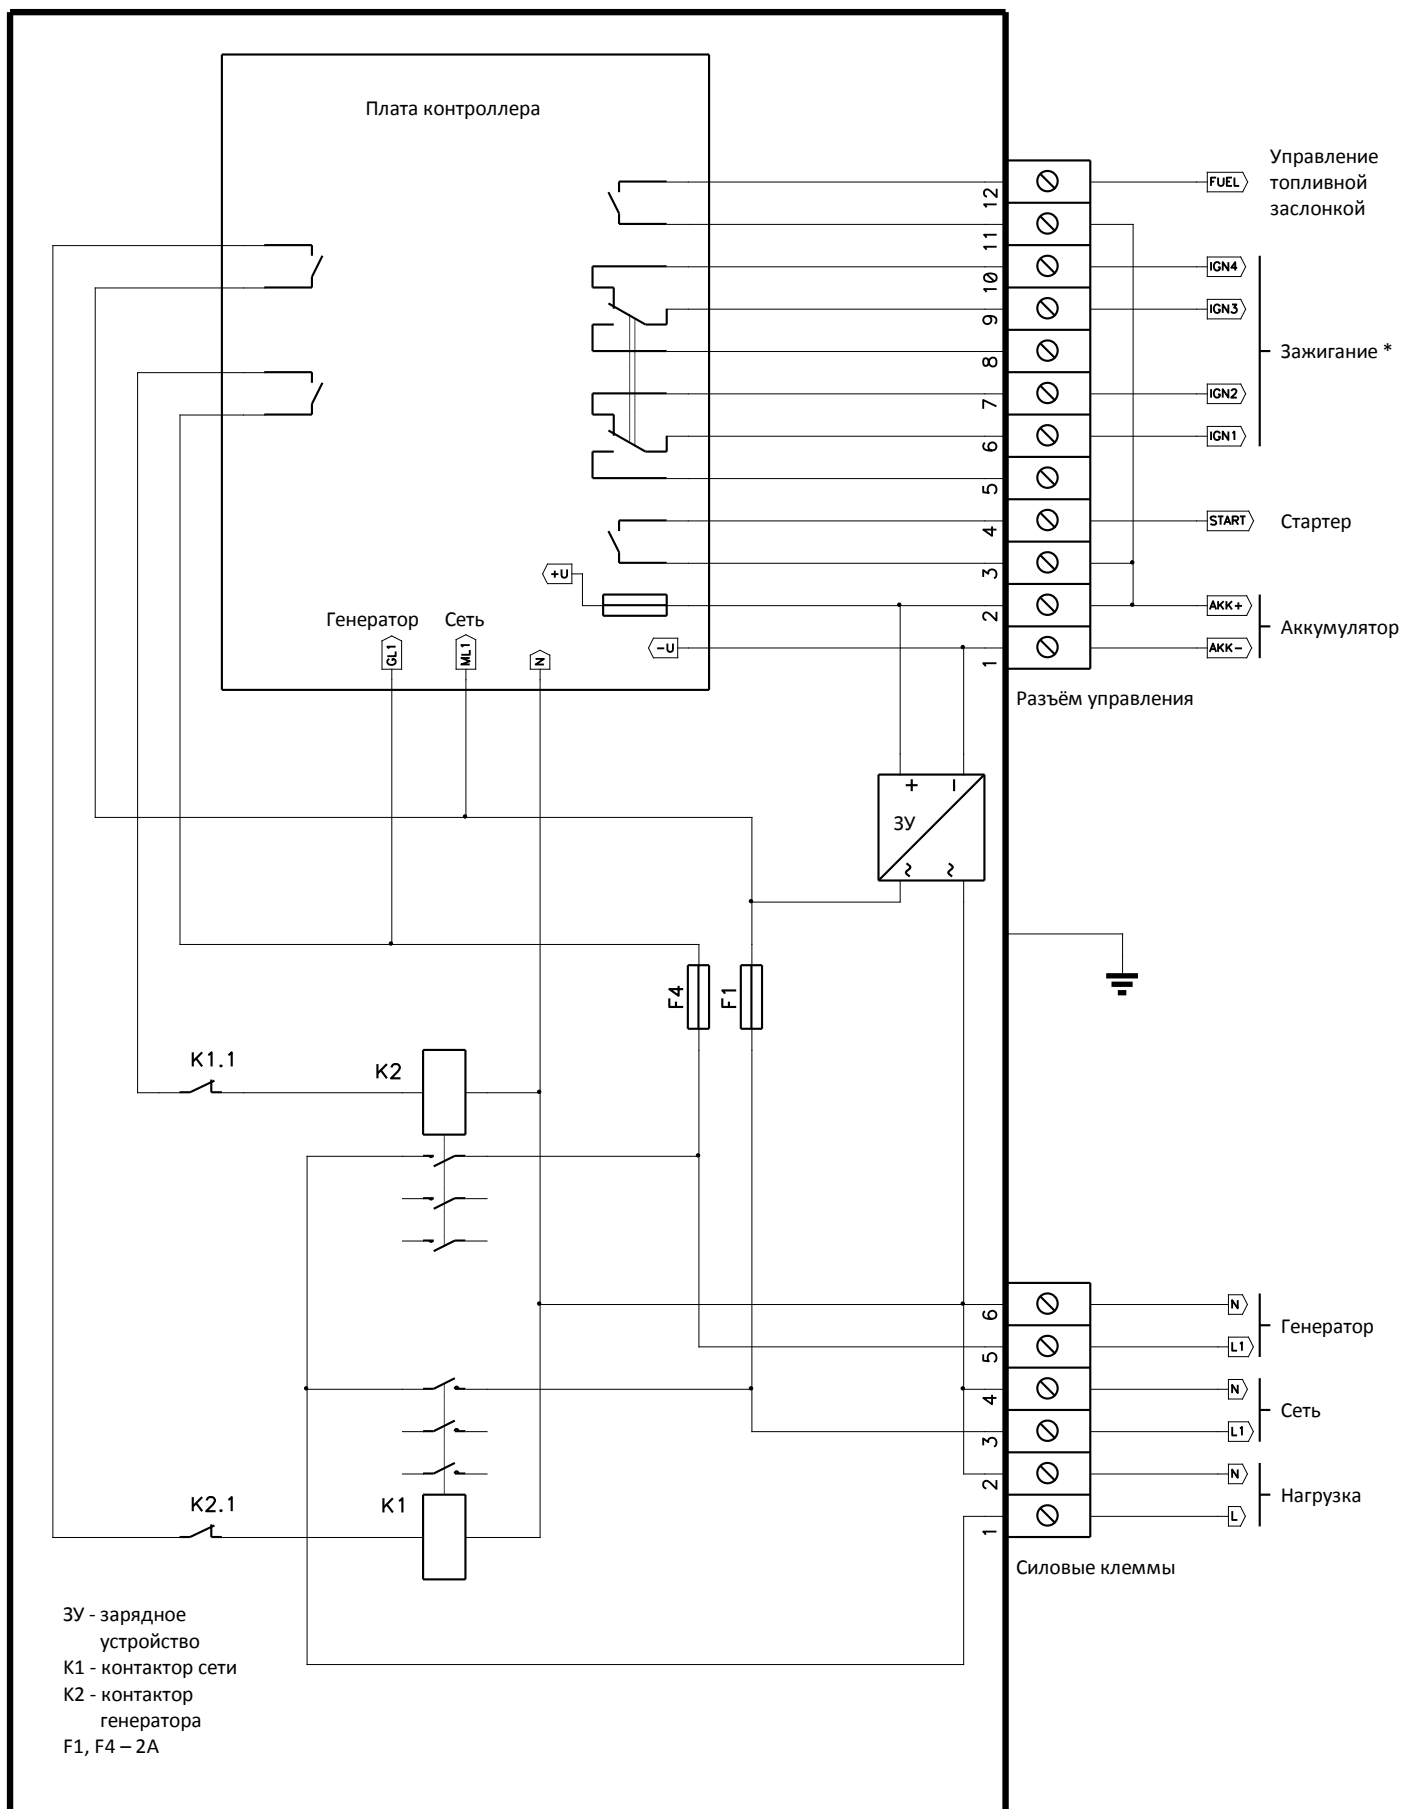 Плата контроллера
Управление
топливной
заслонкой
12
FUEL
11
10
IGN4
9
IGN3
8
Зажигание *
7
IGN2
6
IGN1
5
4
START
Стартер
3
+U
2
AKK+
Аккумулятор
1
AKK-
-U
Генератор
Сеть
GL1
ML1
N
Разъём управления
+
-
ЗУ
~
~
F4
F1
K1.1
K2
6
N
Генератор
5
L1
4
N
Сеть
3
L1
2
N
Нагрузка
1
L
K2.1
K1
Силовые клеммы
ЗУ - зарядное
устройство
К1 - контактор сети
К2 - контактор
генератора
F1, F4 – 2А